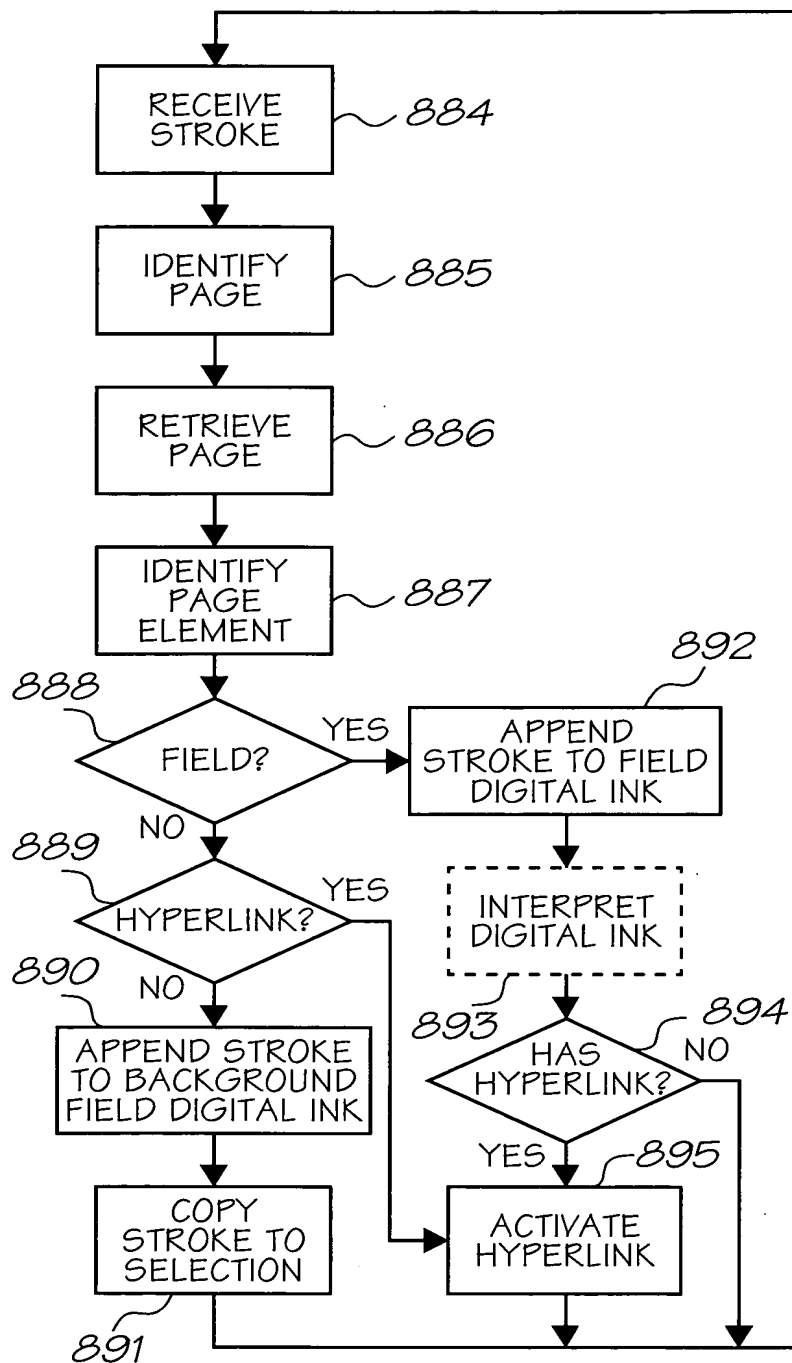 RECEIVE
STROKE
884
IDENTIFY
PAGE
885
RETRIEVE
PAGE
886
IDENTIFY
PAGE
ELEMENT
887
888
FIELD?
YES
NO
892
APPEND
STROKE TO FIELD
DIGITAL INK
889
HYPERLINK?
YES
NO
INTERPRET
DIGITAL INK
893
890
APPEND STROKE
TO BACKGROUND
FIELD DIGITAL INK
894
HAS
HYPERLINK?
NO
YES
COPY
STROKE TO
SELECTION
891
895
ACTIVATE
HYPERLINK